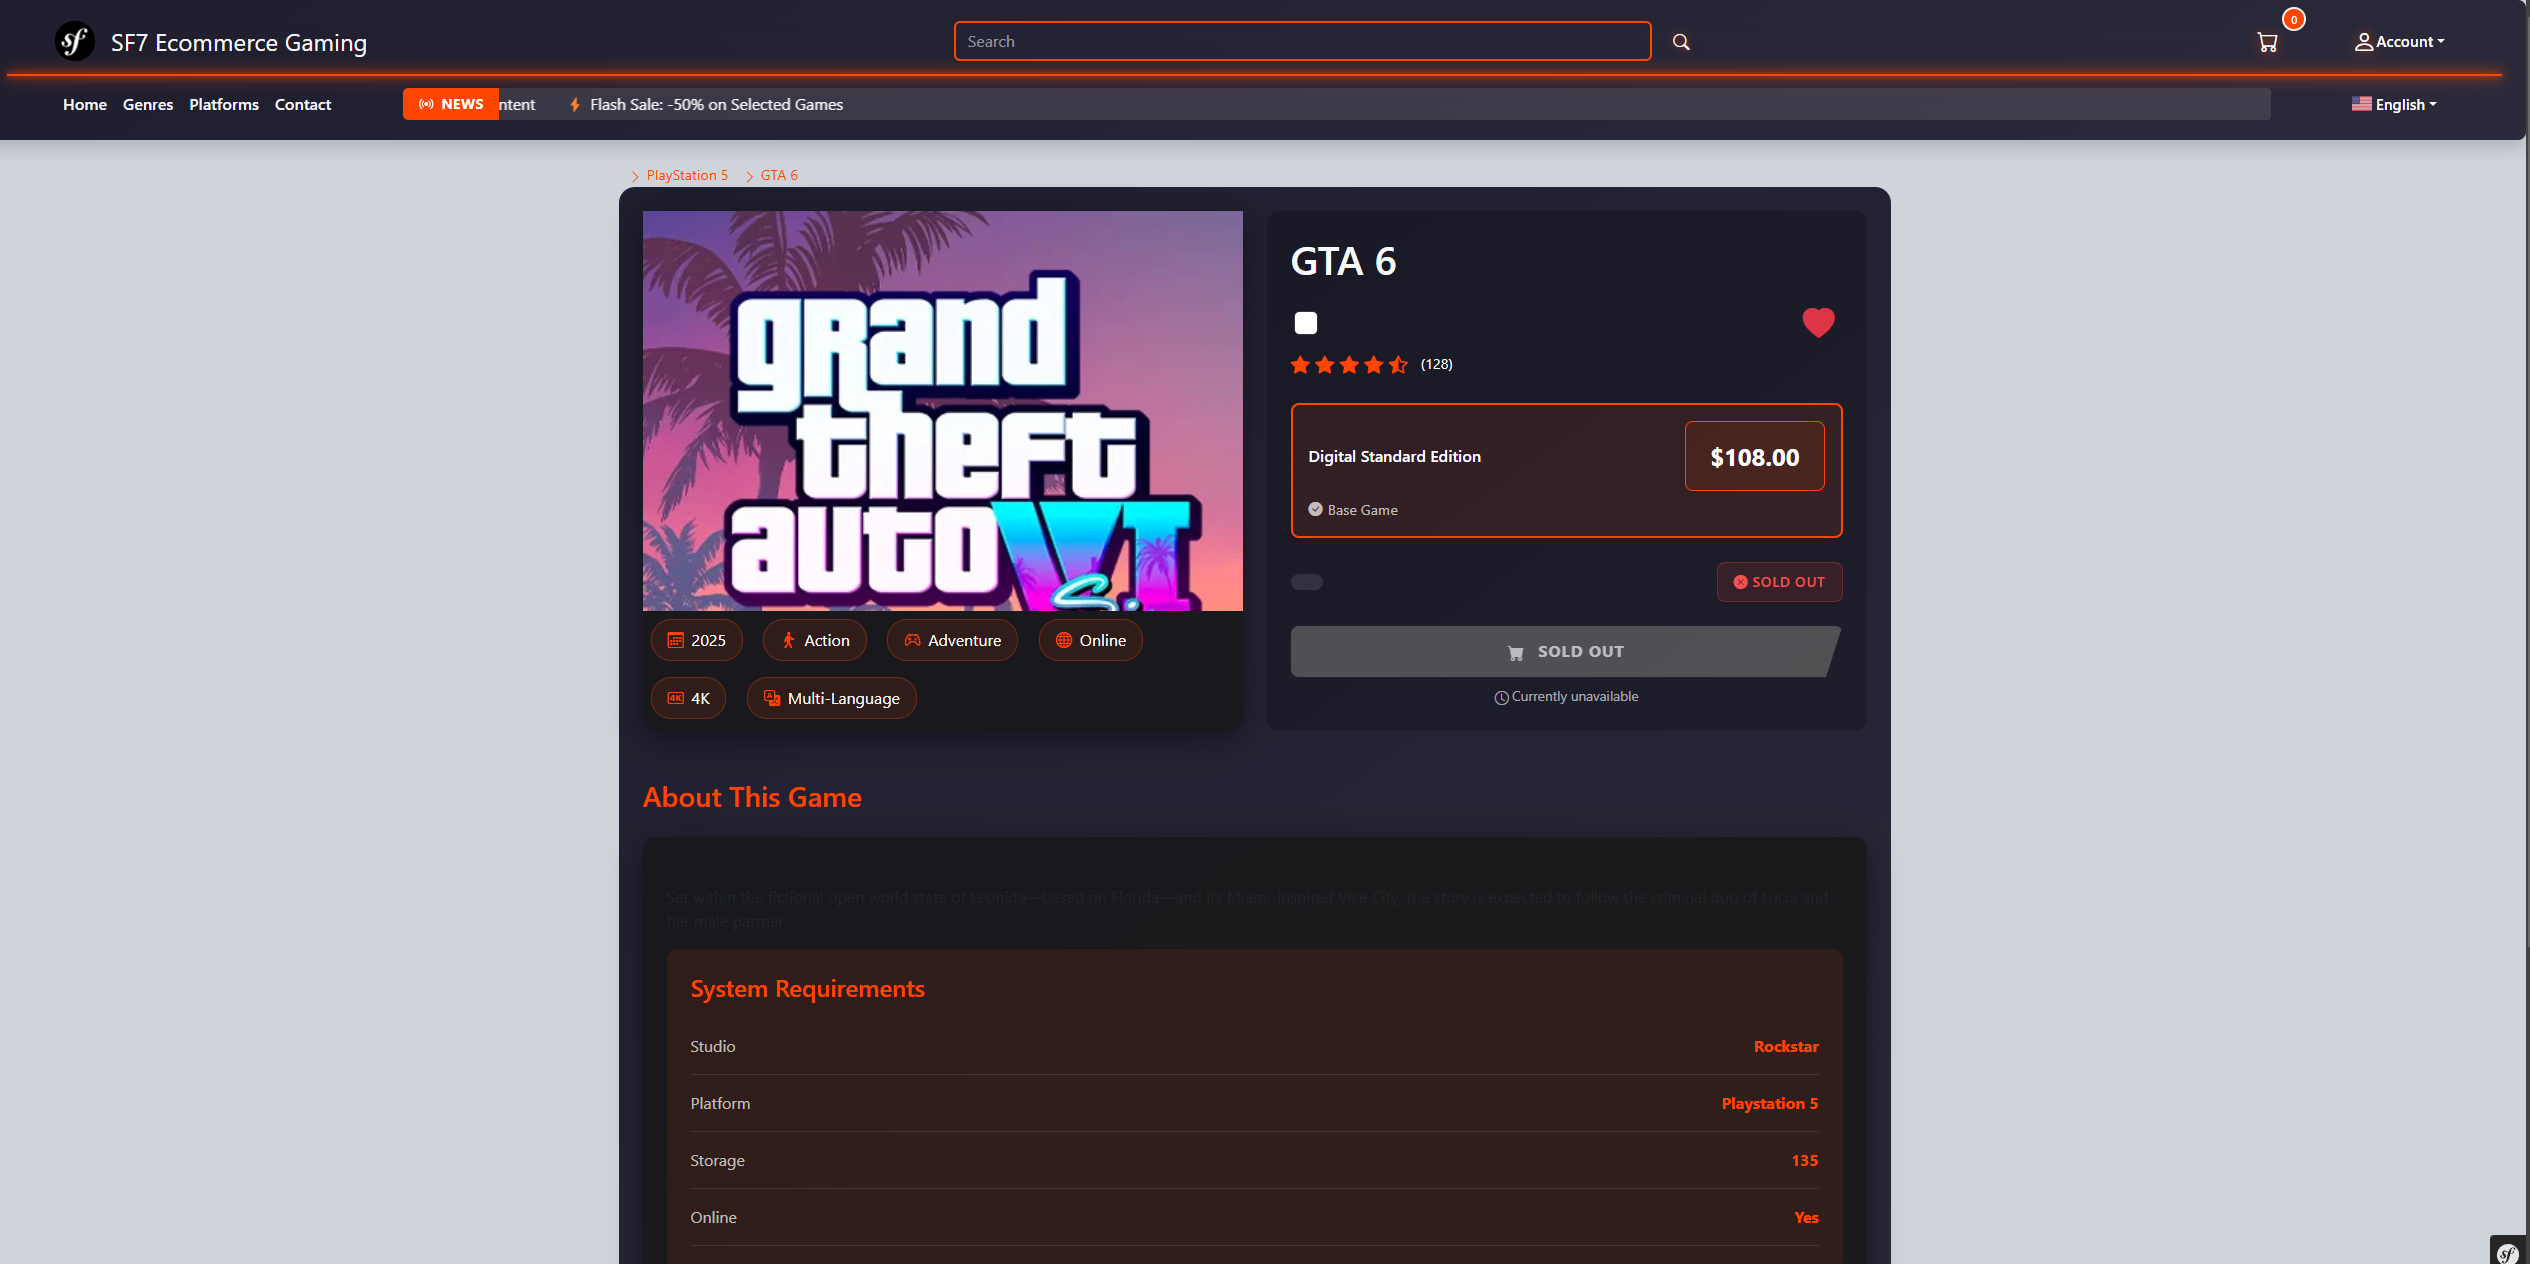 sf SF7 Ecommerce Gaming
Search
0
Account
Home Genres Platforms Contact
NEWS ntent Flash Sale: -50% on Selected Games
English
PlayStation 5 GTA 6
grand
theft
auto VI
GTA 6
(128)
Digital Standard Edition
$108.00
Base Game
SOLD OUT
2025 Action Adventure Online
4K 4K Multi-Language
SOLD OUT
Currently unavailable
About This Game
Set within the fictional open world state of Leonida—based on Florida—and its Miami-inspired Vice City, the story is expected to follow the criminal duo of Lucia and
her male partner.
System Requirements
Studio Rockstar
Platform Playstation 5
Storage 135
Online Yes
sf